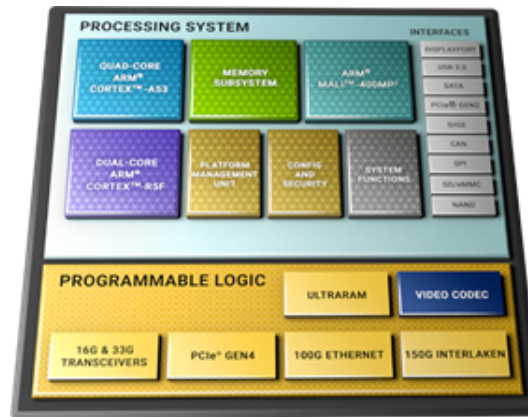 PROCESSING SYSTEM
INTERFACES
QUAD-CORE
ARM®
CORTEX™-A53
MEMORY
SUBSYSTEM
ARM®
MALI™-400MP²
DUAL-CORE
ARM®
CORTEX™-R5F
PLATFORM
MANAGEMENT
UNIT
CONFIG
AND
SECURITY
SYSTEM
FUNCTIONS
DISPLAYPORT
USB 3.0
SATA
PCIe® GEN2
GIGE
CAN
SPI
SD/eMMC
NAND
PROGRAMMABLE LOGIC
ULTRARAM
VIDEO CODEC
16G & 33G
TRANSCEIVERS
PCIe® GEN4
100G ETHERNET
150G INTERLAKEN